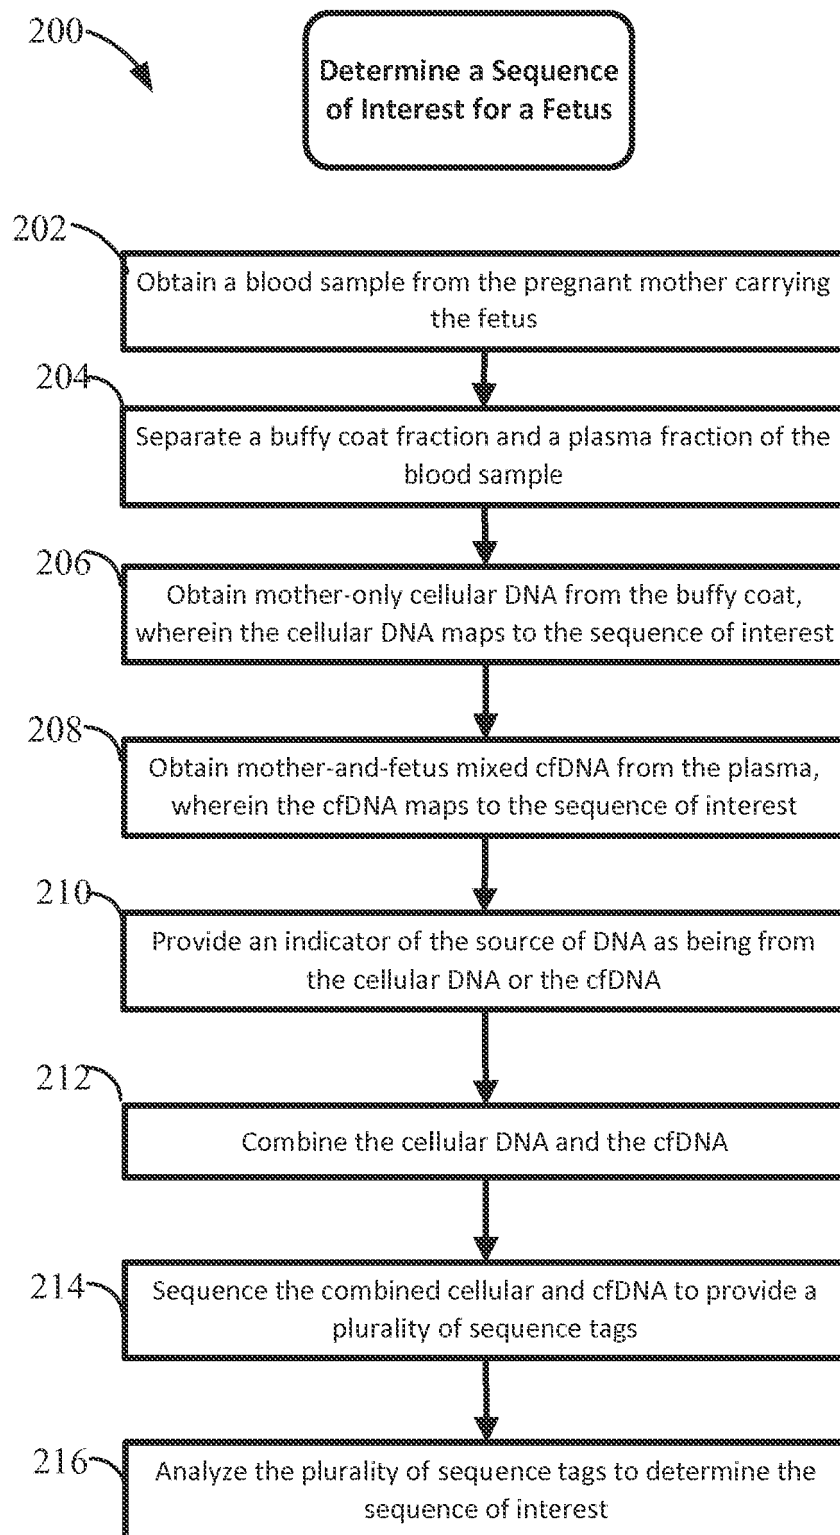 200
Determine a Sequence
of Interest for a Fetus
202
Obtain a blood sample from the pregnant mother carrying
the fetus
204
Separate a buffy coat fraction and a plasma fraction of the
blood sample
206
Obtain mother-only cellular DNA from the buffy coat,
wherein the cellular DNA maps to the sequence of interest
208
Obtain mother-and-fetus mixed cfDNA from the plasma,
wherein the cfDNA maps to the sequence of interest
210
Provide an indicator of the source of DNA as being from
the cellular DNA or the cfDNA
212
Combine the cellular DNA and the cfDNA
214
Sequence the combined cellular and cfDNA to provide a
plurality of sequence tags
216
Analyze the plurality of sequence tags to determine the
sequence of interest